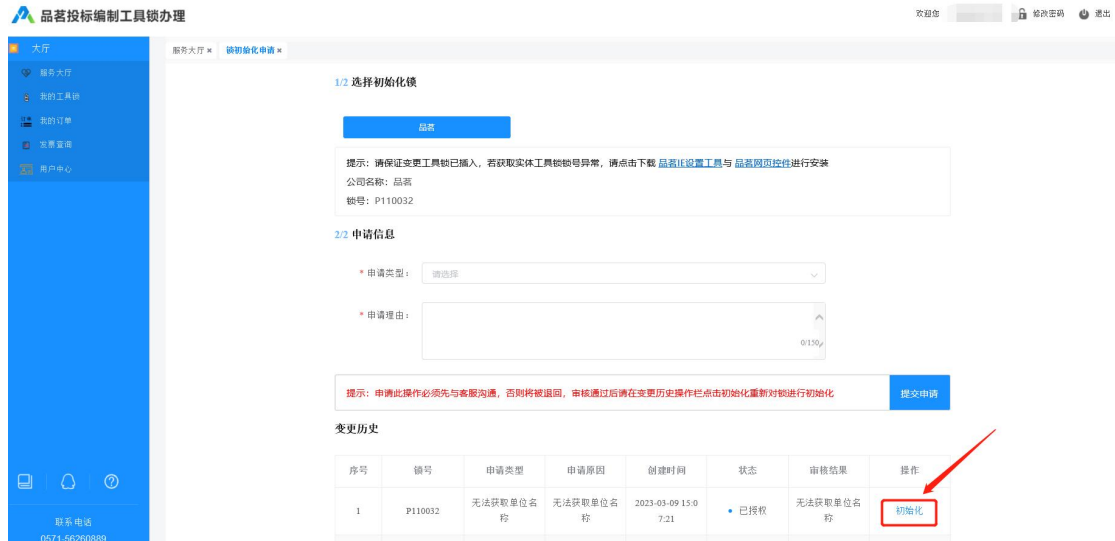 品茗投标编制工具锁办理
欢迎您 修改密码 退出
大厅
服务大厅
我的工具锁
我的订单
发票查询
用户中心
联系电话
0571-56260889
服务大厅 × 锁初始化申请 ×
1/2 选择初始化锁
品茗
提示：请保证变更工具锁已插入，若获取实体工具锁锁号异常，请点击下载 品茗IE设置工具与 品茗网页控件进行安装
公司名称：品茗
锁号：P110032
2/2 申请信息
* 申请类型： 请选择
* 申请理由：
0/150
提示：申请此操作必须先与客服沟通，否则将被退回，审核通过后请在变更历史操作栏点击初始化重新对锁进行初始化 提交申请
变更历史
序号 锁号 申请类型 申请原因 创建时间 状态 审核结果 操作
1 P110032 无法获取单位名称 无法获取单位名称 2023-03-09 15:07:21 已授权 无法获取单位名称 初始化